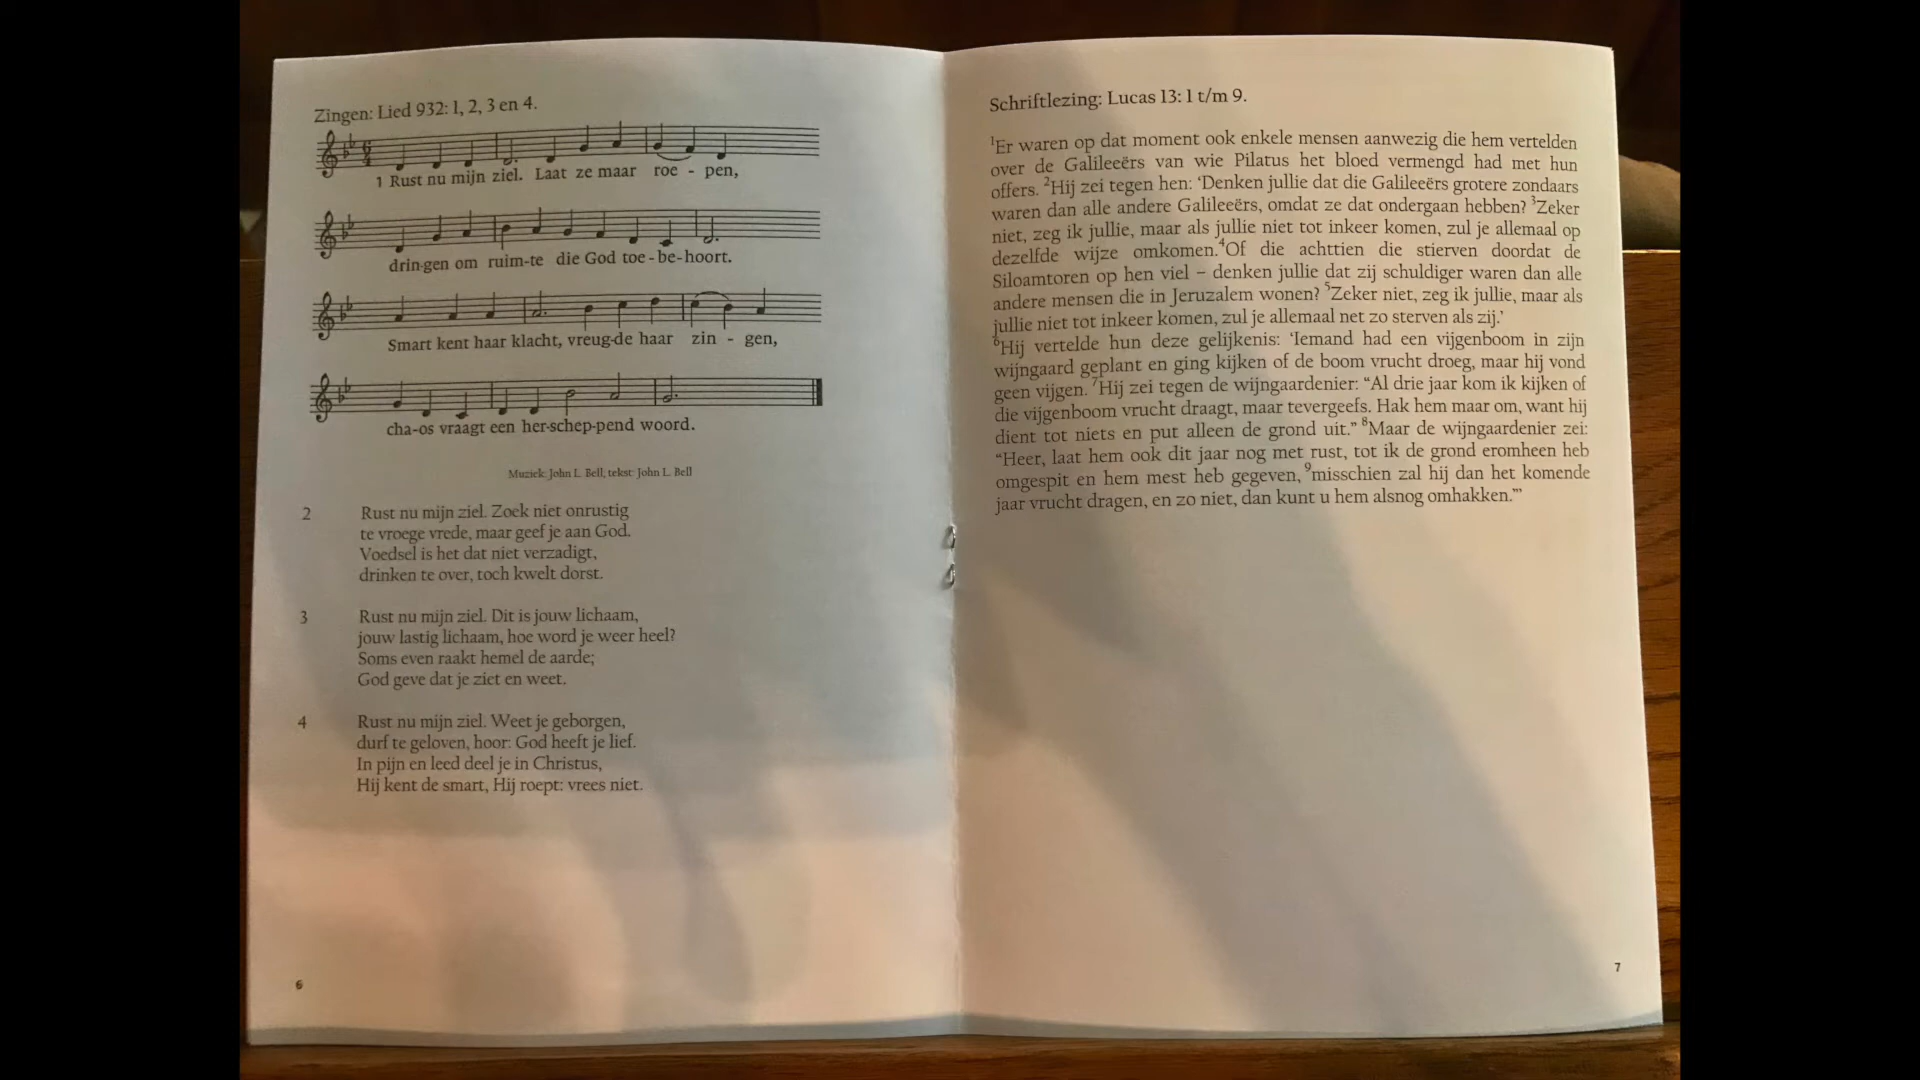 Zingen: Lied 932: 1, 2, 3 en 4.
1 Rust nu mijn ziel. Laat ze maar roe - pen,
drin-gen om ruim-te die God toe-be-hoort.
Smart kent haar klacht, vreug-de haar zin - gen,
cha-os vraagt een her-schep-pend woord.
Muziek: John L. Bell; tekst: John L. Bell
2 Rust nu mijn ziel. Zoek niet onrustig
te vroege vrede, maar geef je aan God.
Voedsel is het dat niet verzadigt,
drinken te over, toch kwelt dorst.
3 Rust nu mijn ziel. Dit is jouw lichaam,
jouw lastig lichaam, hoe word je weer heel?
Soms even raakt hemel de aarde;
God geve dat je ziet en weet.
4 Rust nu mijn ziel. Weet je geborgen,
durf te geloven, hoor: God heeft je lief.
In pijn en leed deel je in Christus,
Hij kent de smart, Hij roept: vrees niet.
6
Schriftlezing: Lucas 13: 1 t/m 9.
¹Er waren op dat moment ook enkele mensen aanwezig die hem vertelden
over de Galileeërs van wie Pilatus het bloed vermengd had met hun
offers. ²Hij zei tegen hen: ‘Denken jullie dat die Galileeërs grotere zondaars
waren dan alle andere Galileeërs, omdat ze dat ondergaan hebben? ³Zeker
niet, zeg ik jullie, maar als jullie niet tot inkeer komen, zul je allemaal op
dezelfde wijze omkomen.⁴Of die achttien die stierven doordat de
Siloamtoren op hen viel – denken jullie dat zij schuldiger waren dan alle
andere mensen die in Jeruzalem wonen? ⁵Zeker niet, zeg ik jullie, maar als
jullie niet tot inkeer komen, zul je allemaal net zo sterven als zij.’
⁶Hij vertelde hun deze gelijkenis: ‘Iemand had een vijgenboom in zijn
wijngaard geplant en ging kijken of de boom vrucht droeg, maar hij vond
geen vijgen. ⁷Hij zei tegen de wijngaardenier: “Al drie jaar kom ik kijken of
die vijgenboom vrucht draagt, maar tevergeefs. Hak hem maar om, want hij
dient tot niets en put alleen de grond uit.” ⁸Maar de wijngaardenier zei:
“Heer, laat hem ook dit jaar nog met rust, tot ik de grond eromheen heb
omgespit en hem mest heb gegeven, ⁹misschien zal hij dan het komende
jaar vrucht dragen, en zo niet, dan kunt u hem alsnog omhakken.”’
7